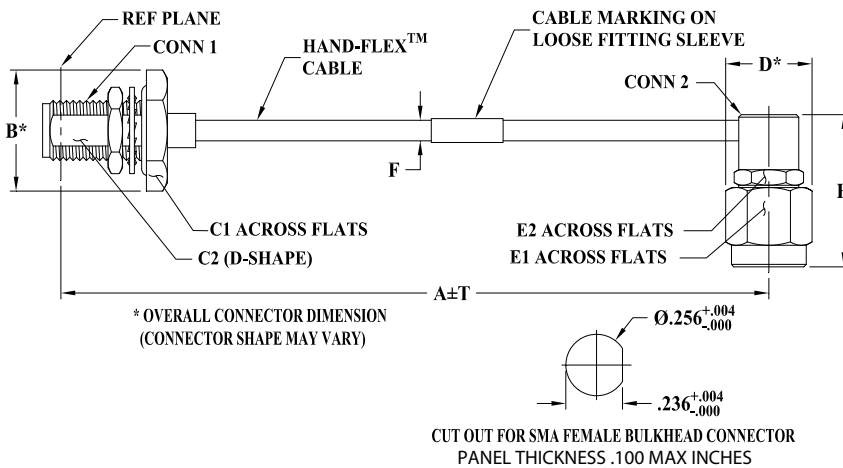 REF PLANE
CONN 1
HAND-FLEX™
CABLE
CABLE MARKING ON
LOOSE FITTING SLEEVE
D*
CONN 2
B*
F
C1 ACROSS FLATS
C2 (D-SHAPE)
E2 ACROSS FLATS
E1 ACROSS FLATS
A±T
* OVERALL CONNECTOR DIMENSION
(CONNECTOR SHAPE MAY VARY)
Ø.256 +.004 -.000
.236 +.004 -.000
CUT OUT FOR SMA FEMALE BULKHEAD CONNECTOR
PANEL THICKNESS .100 MAX INCHES